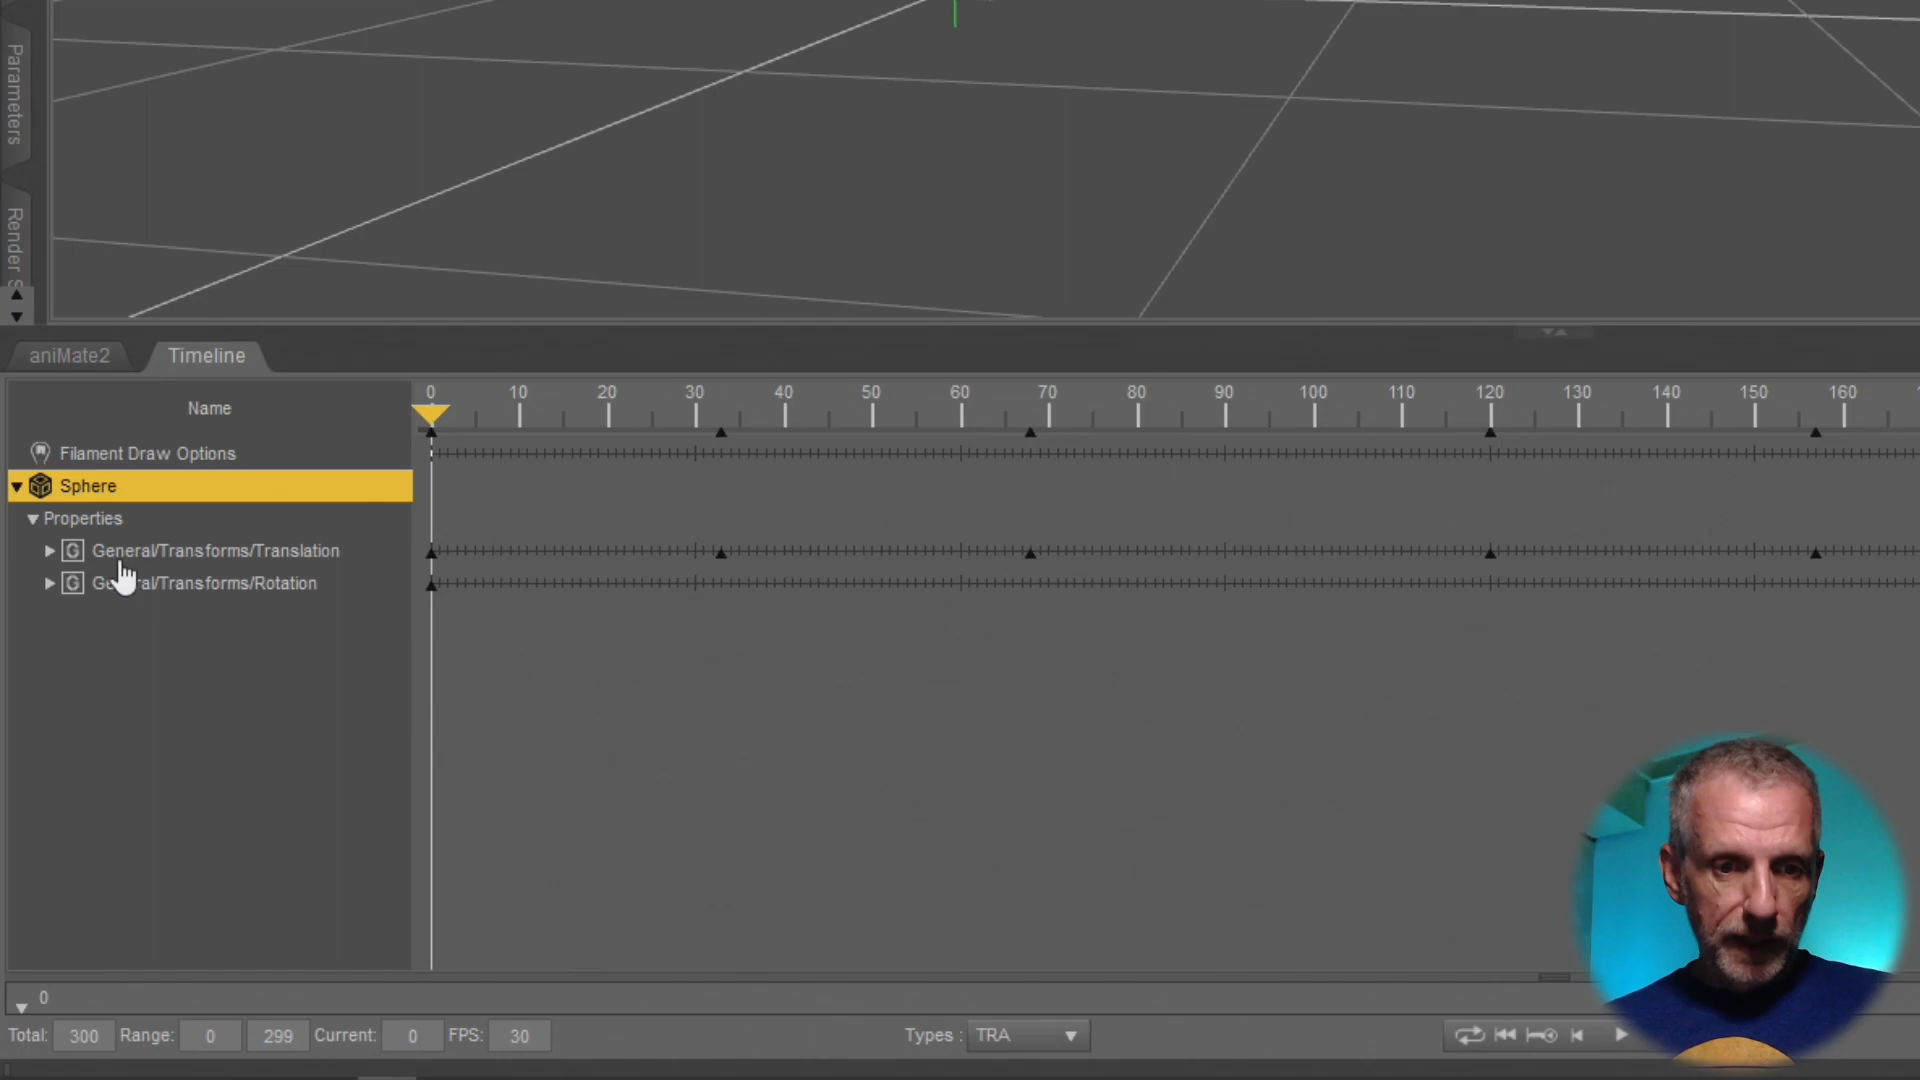 Parameters
Render S
aniMate2
Timeline
Name
0 10 20 30 40 50 60 70 80 90 100 110 120 130 140 150 160
Filament Draw Options
Sphere
Properties
G General/Transforms/Translation
G General/Transforms/Rotation
0
Total: 300 Range: 0 299 Current: 0 FPS: 30 Types : TRA